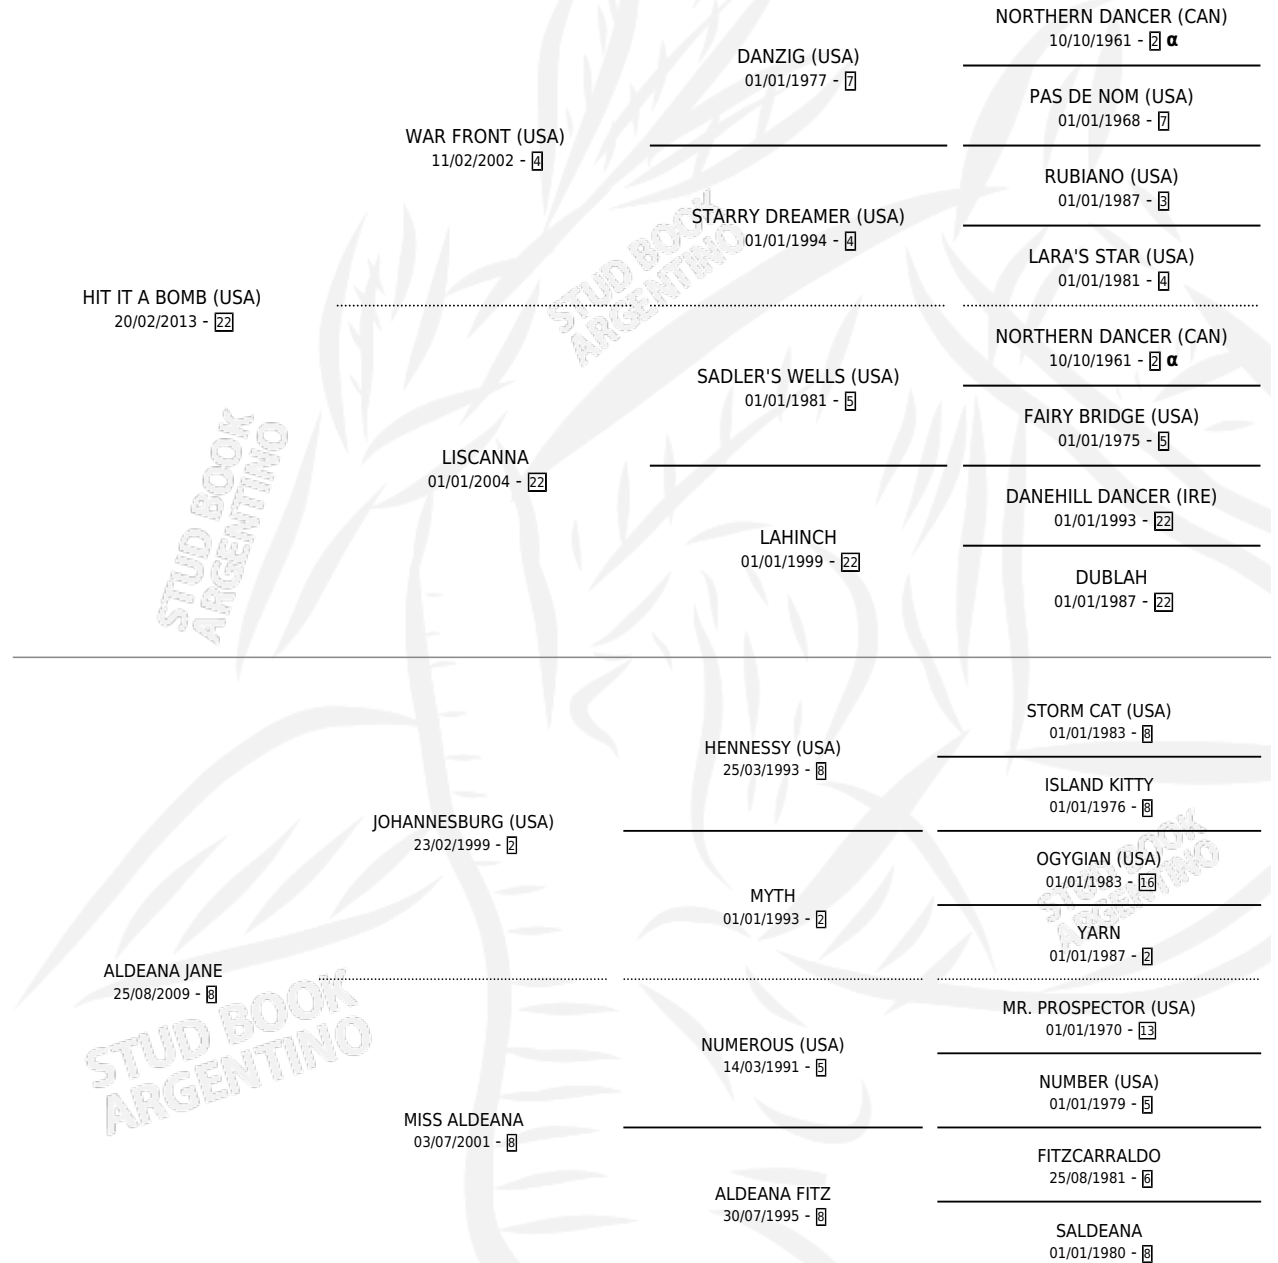 NORTHERN DANCER (CAN)
10/10/1961 - 2 α
DANZIG (USA)
01/01/1977 - 7
PAS DE NOM (USA)
01/01/1968 - 7
WAR FRONT (USA)
11/02/2002 - 4
RUBIANO (USA)
01/01/1987 - 3
STARRY DREAMER (USA)
01/01/1994 - 4
LARA'S STAR (USA)
01/01/1981 - 4
HIT IT A BOMB (USA)
20/02/2013 - 22
NORTHERN DANCER (CAN)
10/10/1961 - 2 α
SADLER'S WELLS (USA)
01/01/1981 - 5
FAIRY BRIDGE (USA)
01/01/1975 - 5
LISCANNA
01/01/2004 - 22
DANEHILL DANCER (IRE)
01/01/1993 - 22
LAHINCH
01/01/1999 - 22
DUBLAH
01/01/1987 - 22
STORM CAT (USA)
01/01/1983 - 8
HENNESSY (USA)
25/03/1993 - 8
ISLAND KITTY
01/01/1976 - 8
JOHANNESBURG (USA)
23/02/1999 - 2
OGYGIAN (USA)
01/01/1983 - 16
MYTH
01/01/1993 - 2
YARN
01/01/1987 - 2
ALDEANA JANE
25/08/2009 - 8
MR. PROSPECTOR (USA)
01/01/1970 - 13
NUMEROUS (USA)
14/03/1991 - 5
NUMBER (USA)
01/01/1979 - 5
MISS ALDEANA
03/07/2001 - 8
FITZCARRALDO
25/08/1981 - 6
ALDEANA FITZ
30/07/1995 - 8
SALDEANA
01/01/1980 - 8
STUD BOOK
ARGENTINO
STUD BOOK
ARGENTINO
STUD BOOK
ARGENTINO
STUD BOOK
ARGENTINO